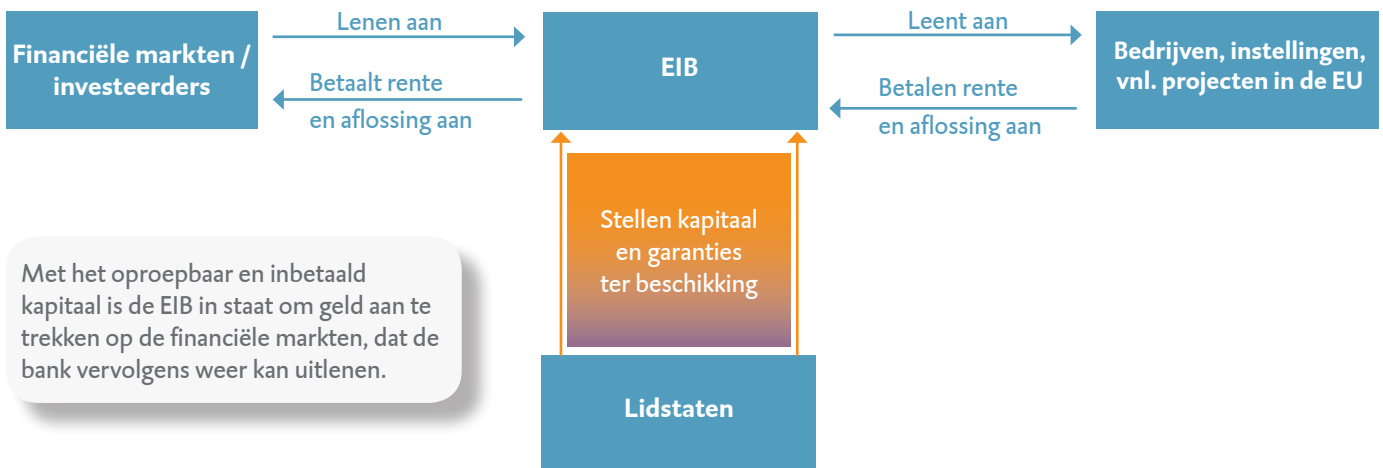 Financiële markten /
investeerders
Lenen aan
Betaalt rente
en aflossing aan
EIB
Leent aan
Betalen rente
en aflossing aan
Bedrijven, instellingen,
vnl. projecten in de EU
Stellen kapitaal
en garanties
ter beschikking
Met het oproepbaar en inbetaald
kapitaal is de EIB in staat om geld aan te
trekken op de financiële markten, dat de
bank vervolgens weer kan uitlenen.
Lidstaten